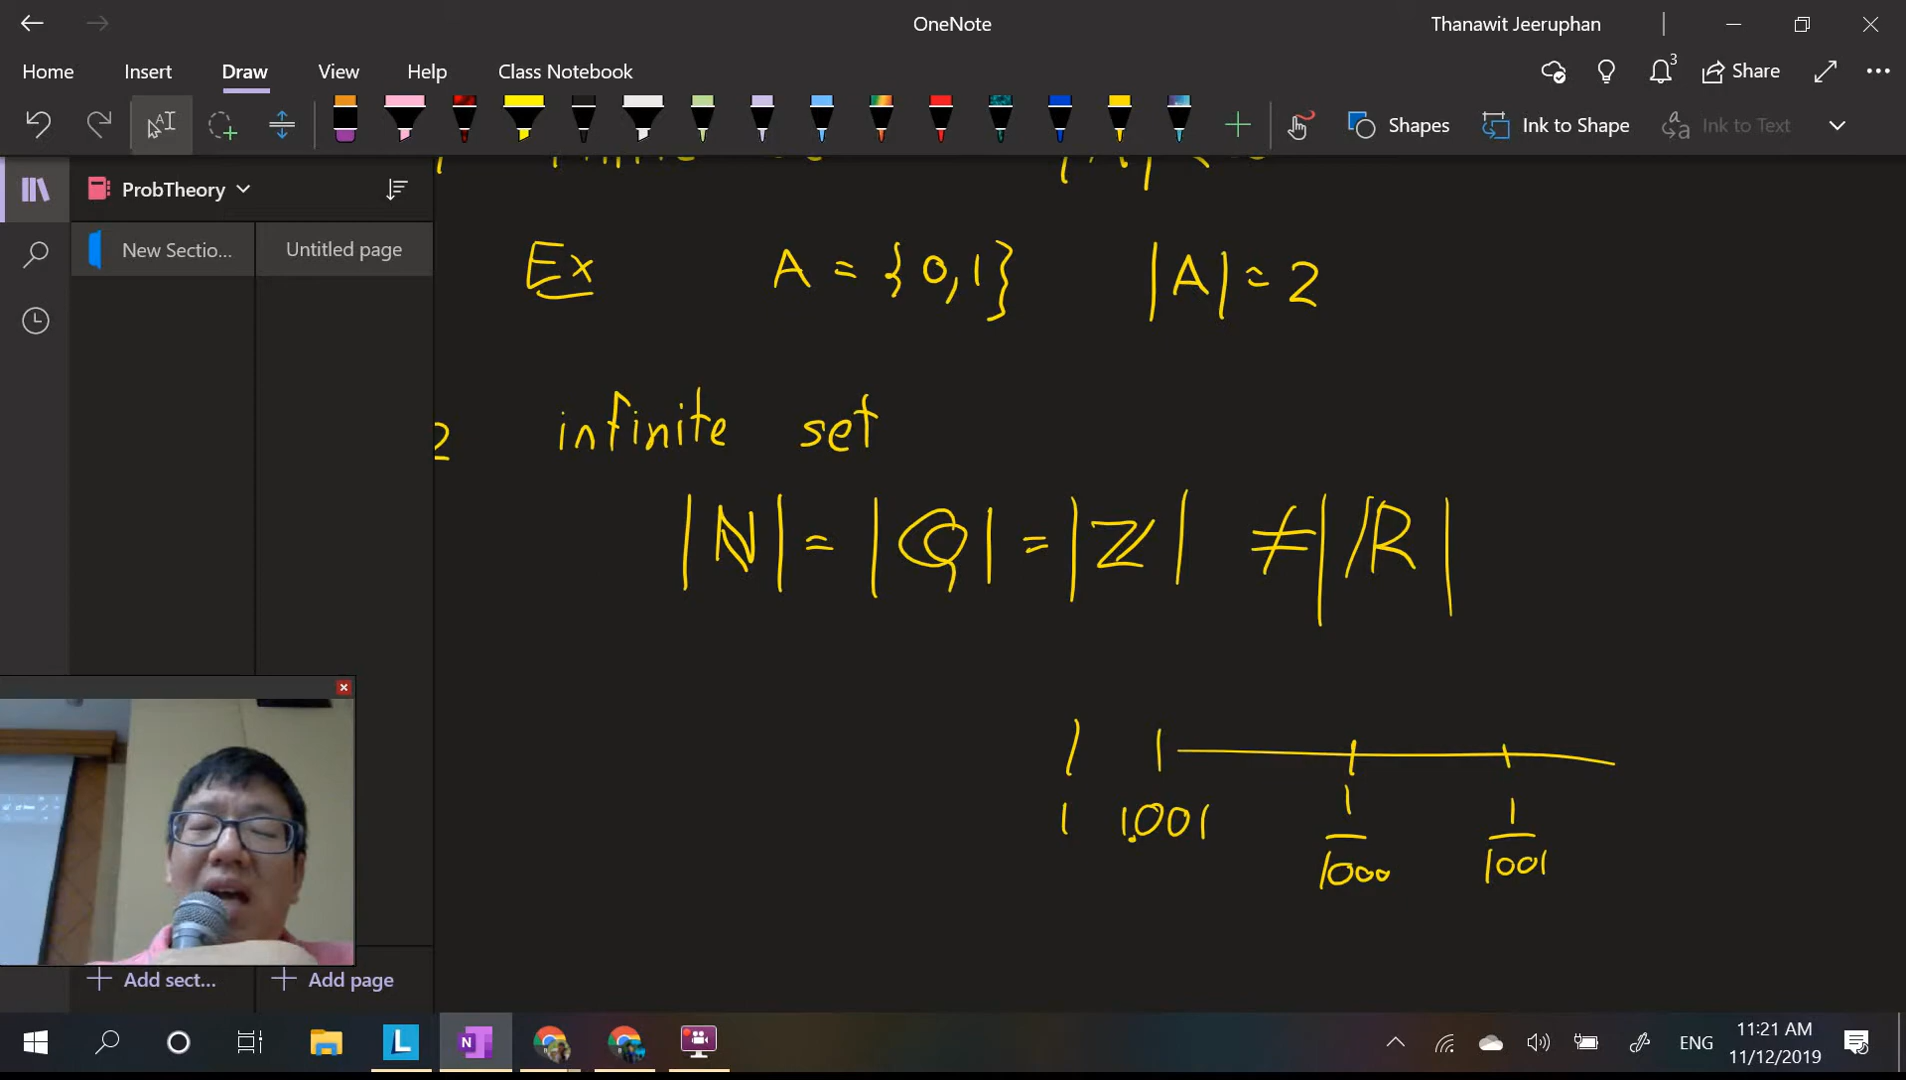 OneNote
Thanawit Jeeruphan
Home Insert Draw View Help Class Notebook
3
Share
Shapes Ink to Shape Ink to Text
ProbTheory
New Sectio... Untitled page
Ex A = {0,1} |A| = 2
2 infinite set
|ℕ| = |ℚ| = |ℤ| ≠ |ℝ|
1 1.001 1/1000 1/1001
Add sect... Add page
ENG
11:21 AM
11/12/2019